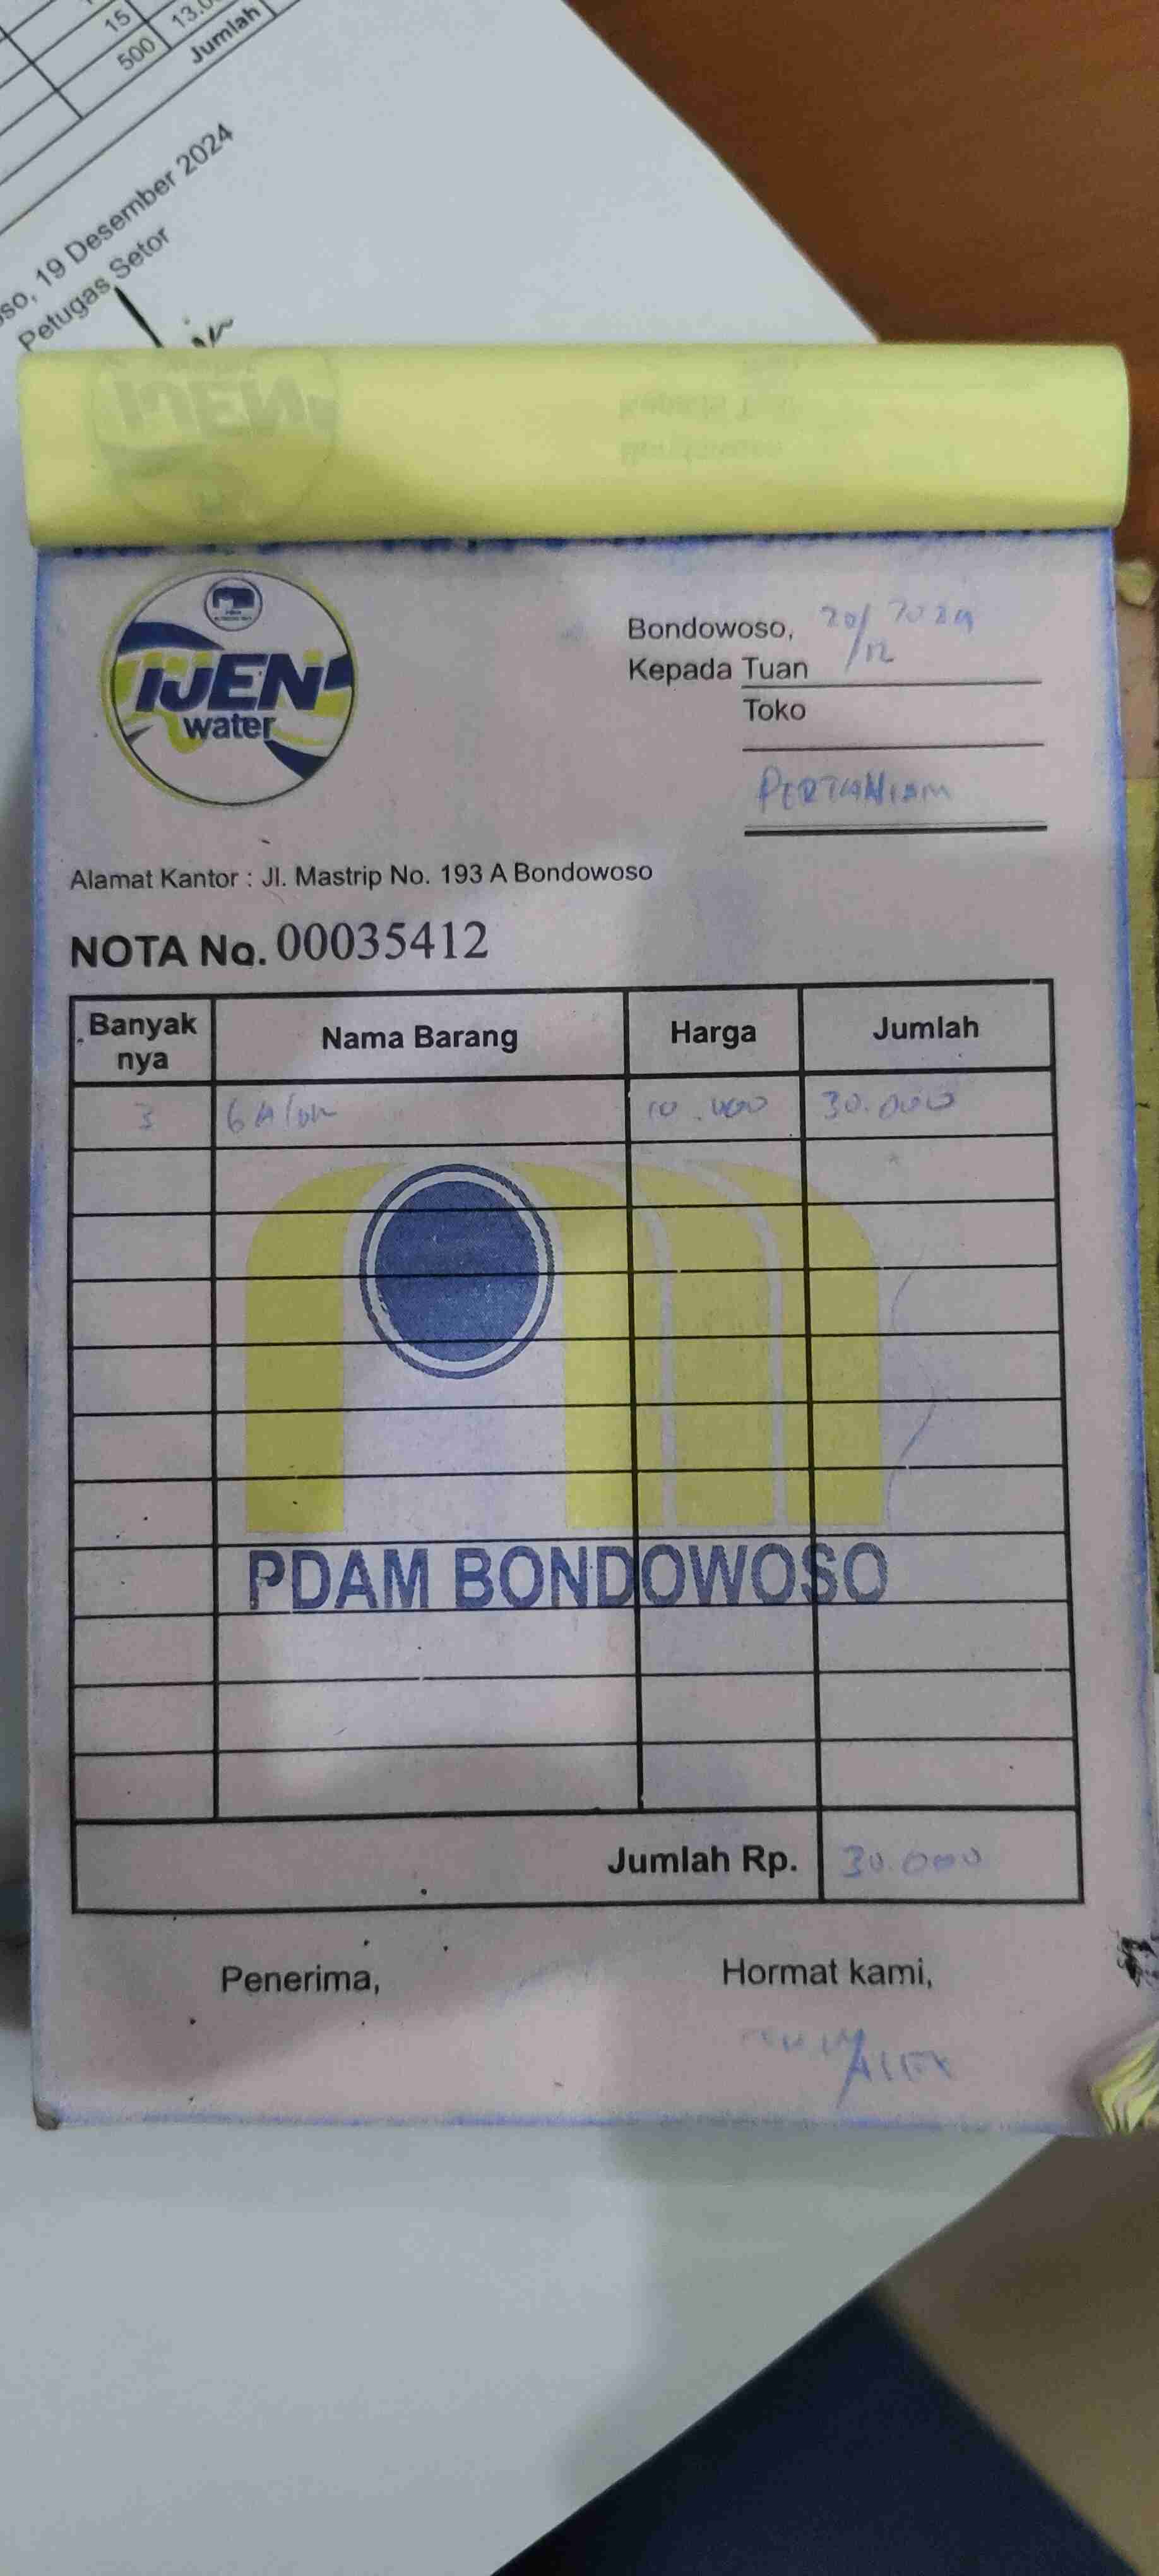 15
500 13.0
Jumlah
so, 19 Desember 2024
Petugas Setor
IJEN
water
Bondowoso, 20/12 2024
Kepada Tuan
Toko
PERTANIAM
Alamat Kantor : Jl. Mastrip No. 193 A Bondowoso
NOTA No. 00035412
Banyak nya Nama Barang Harga Jumlah
3 GAlon 10.000 30.000
PDAM BONDOWOSO
Jumlah Rp. 30.000
Penerima, Hormat kami,
Alex